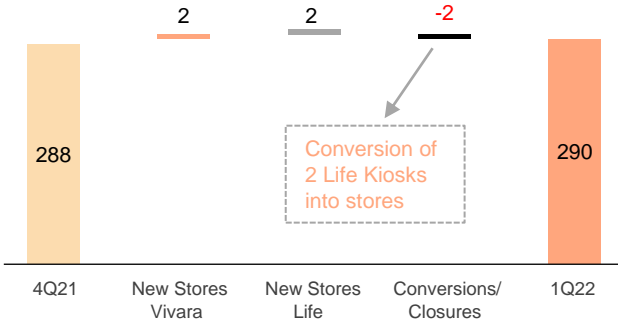 2
2
-2
288
Conversion of
2 Life Kiosks
into stores
290
4Q21
New Stores
Vivara
New Stores
Life
Conversions/
Closures
1Q22